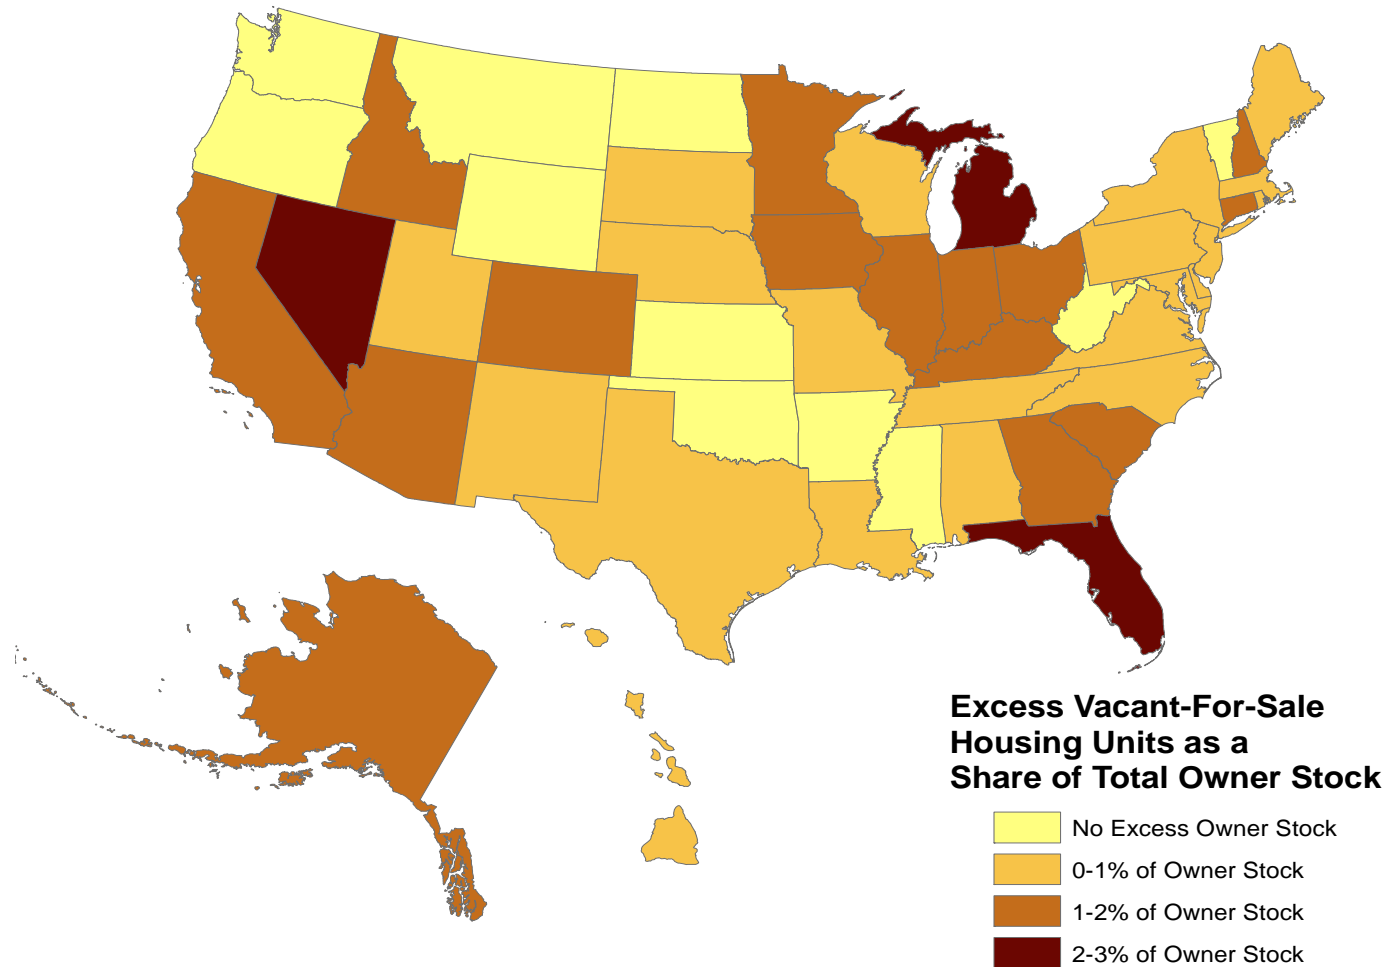 Excess Vacant-For-Sale
Housing Units as a
Share of Total Owner Stock
No Excess Owner Stock
0-1% of Owner Stock
1-2% of Owner Stock
2-3% of Owner Stock